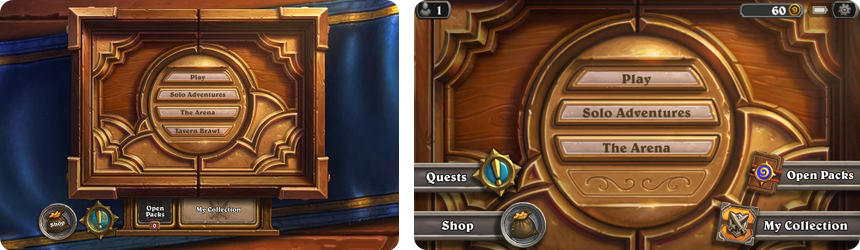 Play
Solo Adventures
The Arena
Tavern Brawl
Shop
Open
Packs
0
My Collection
1
60
Play
Solo Adventures
The Arena
Quests
Open Packs
Shop
My Collection